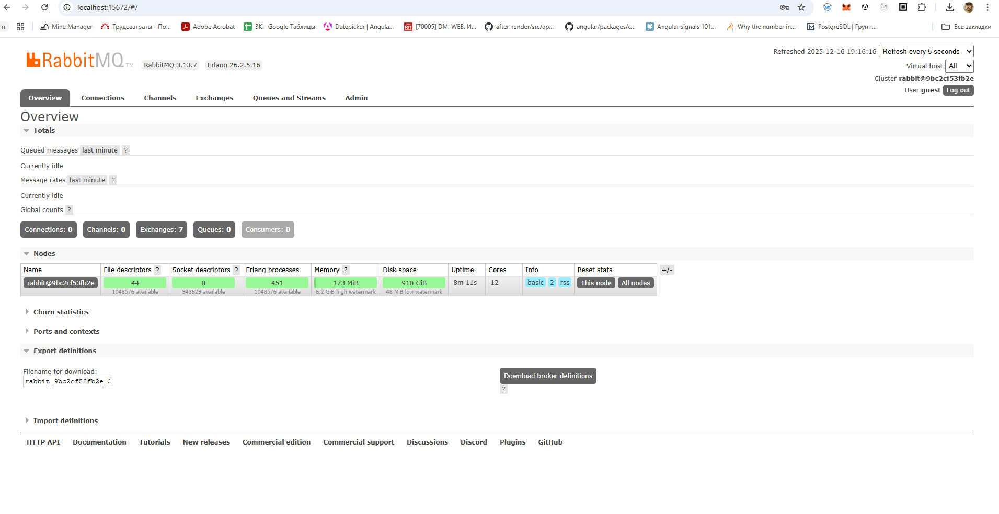 localhost:15672/#/
н
Mine Manager
Трудозатраты - По...
Adobe Acrobat
3K - Google Таблицы
Datepicker | Angula...
[70005] DM. WEB. И...
after-render/src/ap...
angular/packages/c...
Angular signals 101...
Why the number in...
PostgreSQL | Групп...
Все закладки
RabbitMQ TM
RabbitMQ 3.13.7
Erlang 26.2.5.16
Refreshed 2025-12-16 19:16:16
Refresh every 5 seconds
Virtual host
All
Cluster rabbit@9bc2cf53fb2e
User guest
Log out
Overview
Connections
Channels
Exchanges
Queues and Streams
Admin
Overview
Totals
Queued messages last minute ?
Currently idle
Message rates last minute ?
Currently idle
Global counts ?
Connections: 0
Channels: 0
Exchanges: 7
Queues: 0
Consumers: 0
Nodes
Name
File descriptors ?
Socket descriptors ?
Erlang processes
Memory ?
Disk space
Uptime
Cores
Info
Reset stats
+/-
rabbit@9bc2cf53fb2e
44
1048576 available
0
943629 available
451
1048576 available
173 MiB
6.2 GiB high watermark
910 GiB
48 MiB low watermark
8m 11s
12
basic
2
rss
This node
All nodes
Churn statistics
Ports and contexts
Export definitions
Filename for download:
rabbit_9bc2cf53fb2e_2
Download broker definitions
?
Import definitions
HTTP API
Documentation
Tutorials
New releases
Commercial edition
Commercial support
Discussions
Discord
Plugins
GitHub